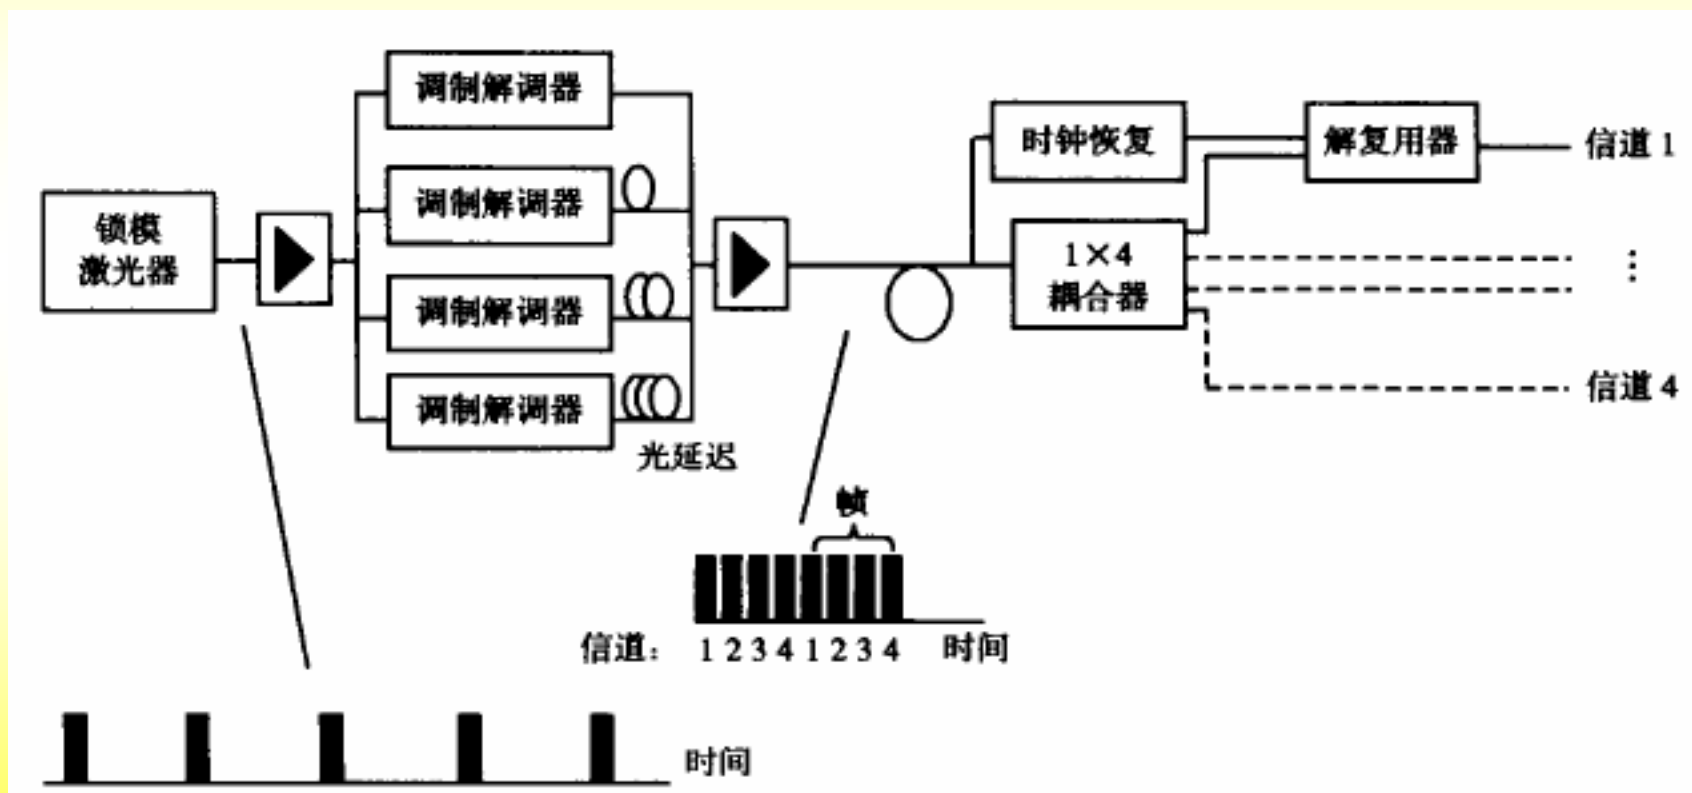 调制解调器
调制解调器
调制解调器
调制解调器
锁模
激光器
光延迟
时钟恢复
解复用器
信道 1
1×4
耦合器
⋮
信道 4
帧
信道： 1 2 3 4 1 2 3 4 时间
时间